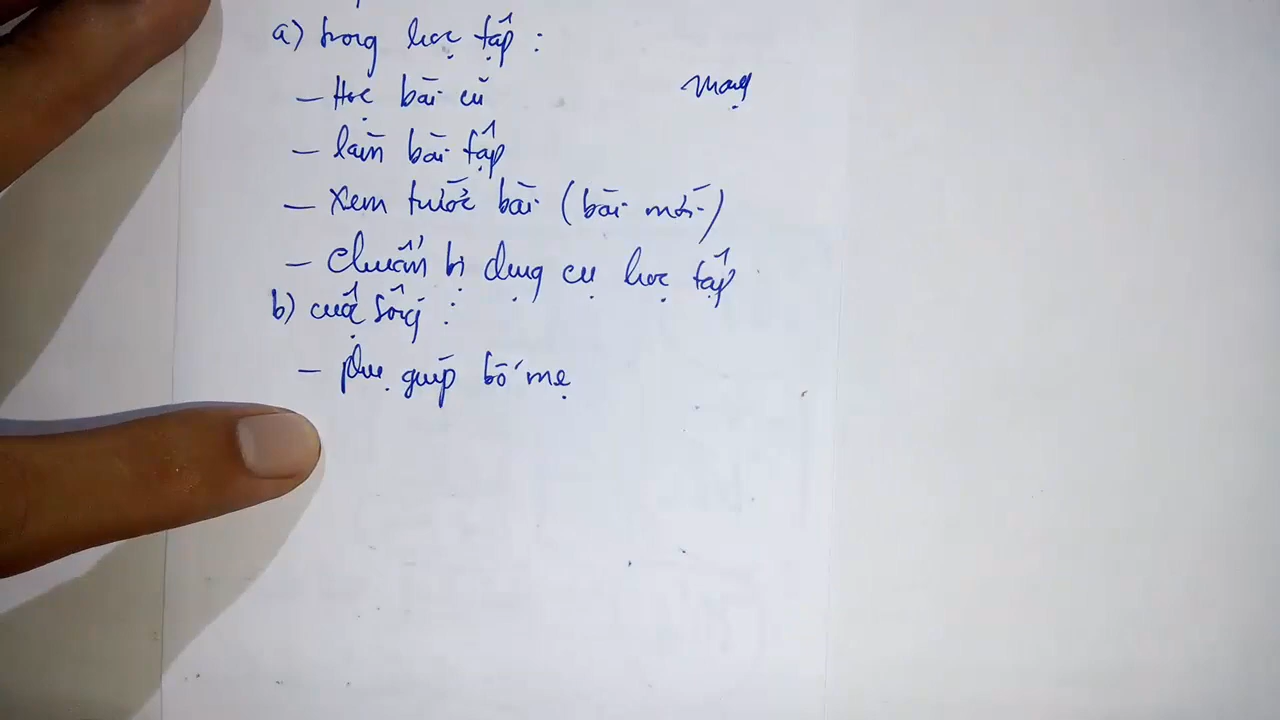 a) trong học tập :
- Học bài cũ
mạng
- làm bài tập
- Xem trước bài (bài mới)
- chuẩn bị dụng cụ học tập
b) cuộc sống :
- phụ giúp bố mẹ